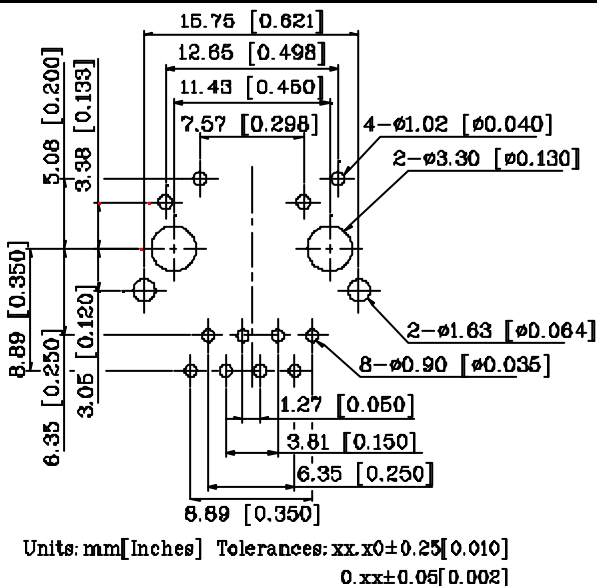 15.75 [0.621]
12.65 [0.498]
11.43 [0.450]
7.57 [0.298]
5.08 [0.200]
3.38 [0.133]
4-ø1.02 [ø0.040]
2-ø3.30 [ø0.130]
8.89 [0.350]
6.35 [0.250]
3.05 [0.120]
2-ø1.63 [ø0.064]
8-ø0.90 [ø0.035]
1.27 [0.050]
3.81 [0.150]
6.35 [0.250]
8.89 [0.350]
Units: mm[Inches] Tolerances: xx.x0±0.25[0.010]
0.xx±0.05[0.002]